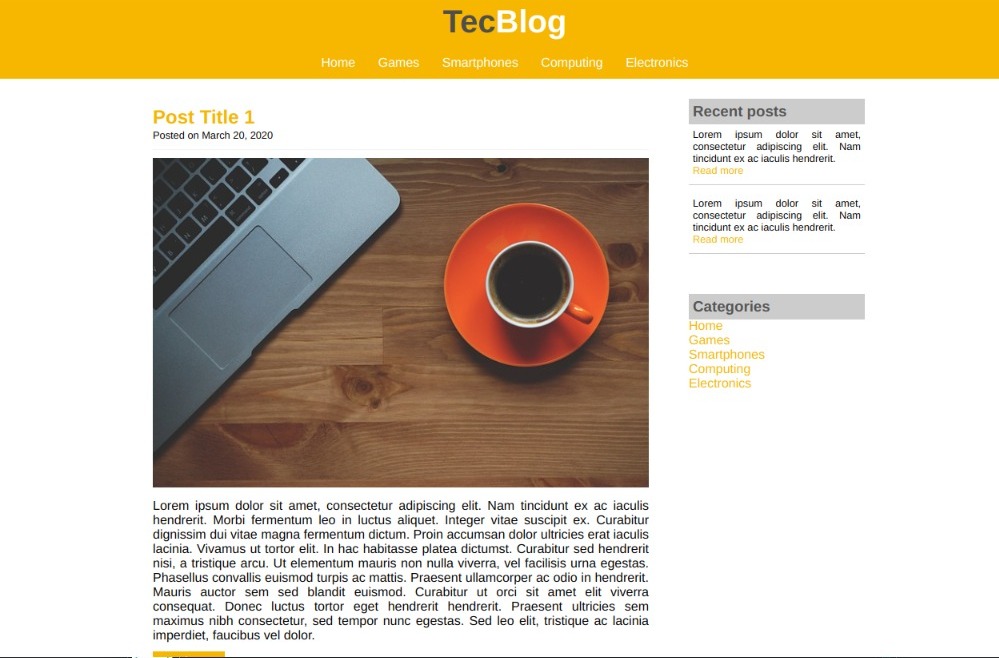 TecBlog
Home Games Smartphones Computing Electronics
Post Title 1
Posted on March 20, 2020
Lorem ipsum dolor sit amet, consectetur adipiscing elit. Nam tincidunt ex ac iaculis
hendrerit. Morbi fermentum leo in luctus aliquet. Integer vitae suscipit ex. Curabitur
dignissim dui vitae magna fermentum dictum. Proin accumsan dolor ultricies erat iaculis
lacinia. Vivamus ut tortor elit. In hac habitasse platea dictumst. Curabitur sed hendrerit
nisi, a tristique arcu. Ut elementum mauris non nulla viverra, vel facilisis urna egestas.
Phasellus convallis euismod turpis ac mattis. Praesent ullamcorper ac odio in hendrerit.
Mauris auctor sem sed blandit euismod. Curabitur ut orci sit amet elit viverra
consequat. Donec luctus tortor eget hendrerit hendrerit. Praesent ultricies sem
maximus nibh consectetur, sed tempor nunc egestas. Sed leo elit, tristique ac lacinia
imperdiet, faucibus vel dolor.
Recent posts
Lorem ipsum dolor sit amet,
consectetur adipiscing elit. Nam
tincidunt ex ac iaculis hendrerit.
Read more
Lorem ipsum dolor sit amet,
consectetur adipiscing elit. Nam
tincidunt ex ac iaculis hendrerit.
Read more
Categories
Home
Games
Smartphones
Computing
Electronics